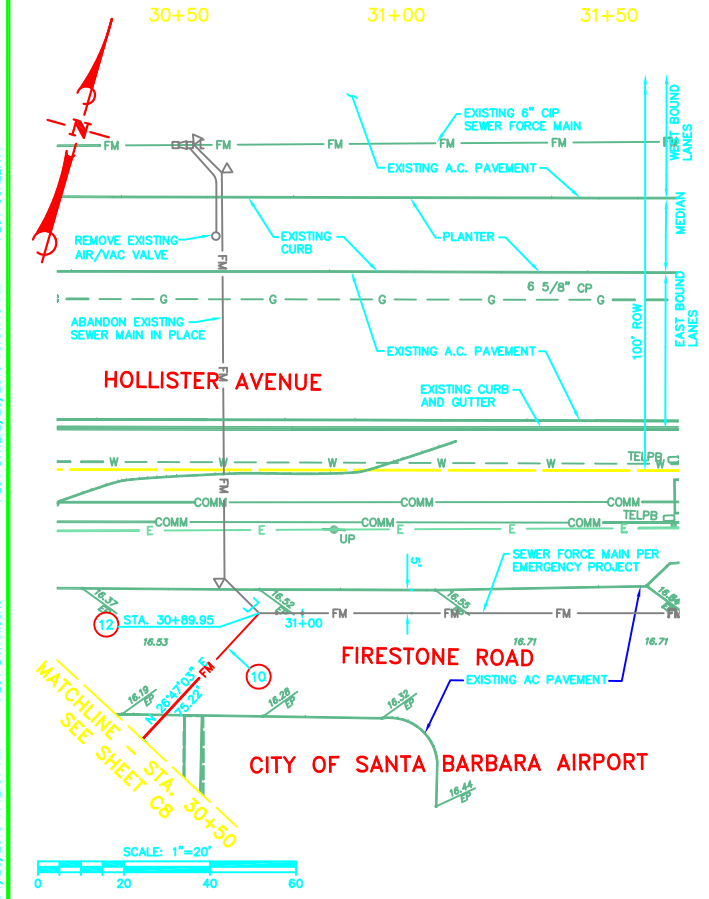 30+50
31+00
31+50
N
EXISTING 6" CIP
SEWER FORCE MAIN
FM
FM
FM
FM
FM
FM
WEST BOUND
LANES
EXISTING A.C. PAVEMENT
MEDIAN
REMOVE EXISTING
AIR/VAC VALVE
EXISTING
CURB
PLANTER
FM
6 5/8" CP
G
G
G
G
G
ABANDON EXISTING
SEWER MAIN IN PLACE
100' ROW
EAST BOUND
LANES
EXISTING A.C. PAVEMENT
HOLLISTER AVENUE
FM
EXISTING CURB
AND GUTTER
TELPB
W
W
W
W
W
W
FM
COMM
COMM
COMM
TELPB
COMM
COMM
COMM
E
E
E
E
UP
SEWER FORCE MAIN PER
EMERGENCY PROJECT
5'
16.37
EP
16.52
EP
16.55
EP
12
STA. 30+89.95
31+00
FM
FM
FM
FM
16.53
16.71
16.71
FIRESTONE ROAD
10
EXISTING AC PAVEMENT
N 26°47'03" E
75.22'
FM
16.19
EP
16.28
EP
16.32
EP
MATCHLINE - STA. 30+50
SEE SHEET C8
CITY OF SANTA BARBARA AIRPORT
16.44
EP
SCALE: 1"=20'
0
20
40
60